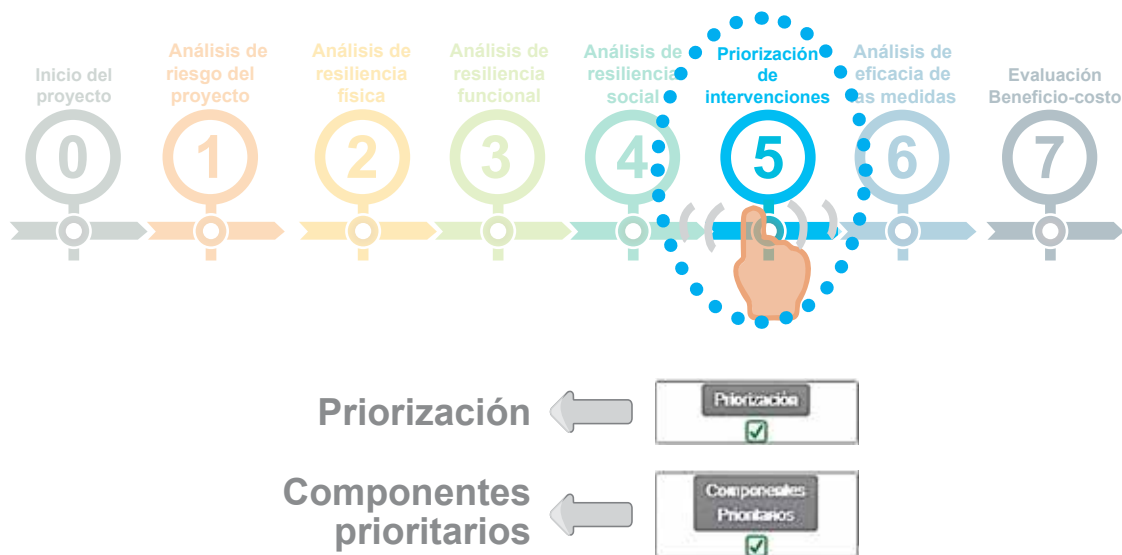 Inicio del
proyecto
0
Análisis de
riesgo del
proyecto
1
Análisis de
resiliencia
física
2
Análisis de
resiliencia
funcional
3
Análisis de
resiliencia
social
4
Priorización
de
intervenciones
5
Análisis de
eficacia de
as medidas
6
Evaluación
Beneficio-costo
7
Priorización
Priorización
Componentes
prioritarios
Componentes
Prioritarios